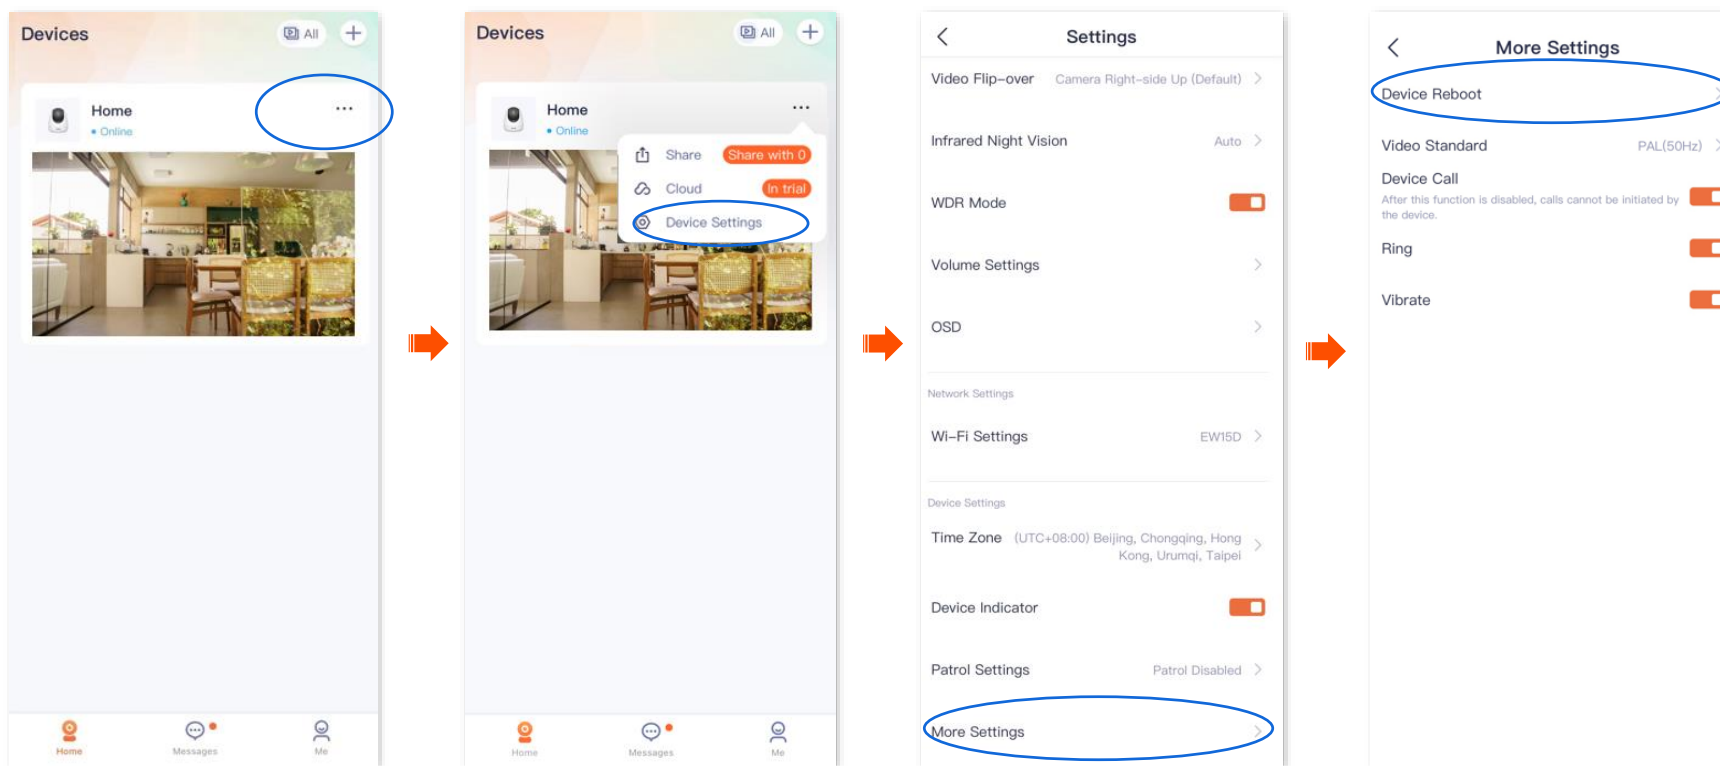 Devices
All
Home
• Online
Home
Messages
Me
Devices
All
Home
• Online
Share Share with 0
Cloud In trial
Device Settings
Home
Messages
Me
Settings
Video Flip-over Camera Right-side Up (Default)
Infrared Night Vision Auto
WDR Mode
Volume Settings
OSD
Network Settings
Wi-Fi Settings EW15D
Device Settings
Time Zone (UTC+08:00) Beijing, Chongqing, Hong
Kong, Urumqi, Taipei
Device Indicator
Patrol Settings Patrol Disabled
More Settings
More Settings
Device Reboot
Video Standard PAL(50Hz)
Device Call
After this function is disabled, calls cannot be initiated by
the device.
Ring
Vibrate